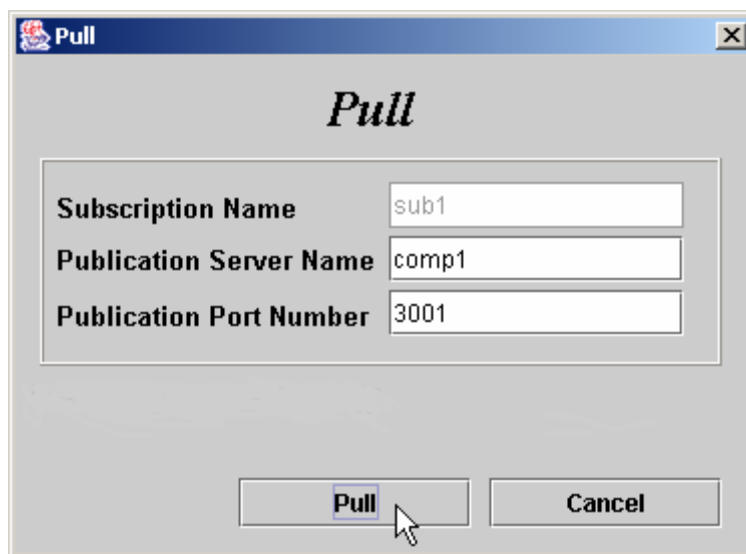 Pull
Pull
Subscription Name sub1
Publication Server Name comp1
Publication Port Number 3001
Pull Cancel